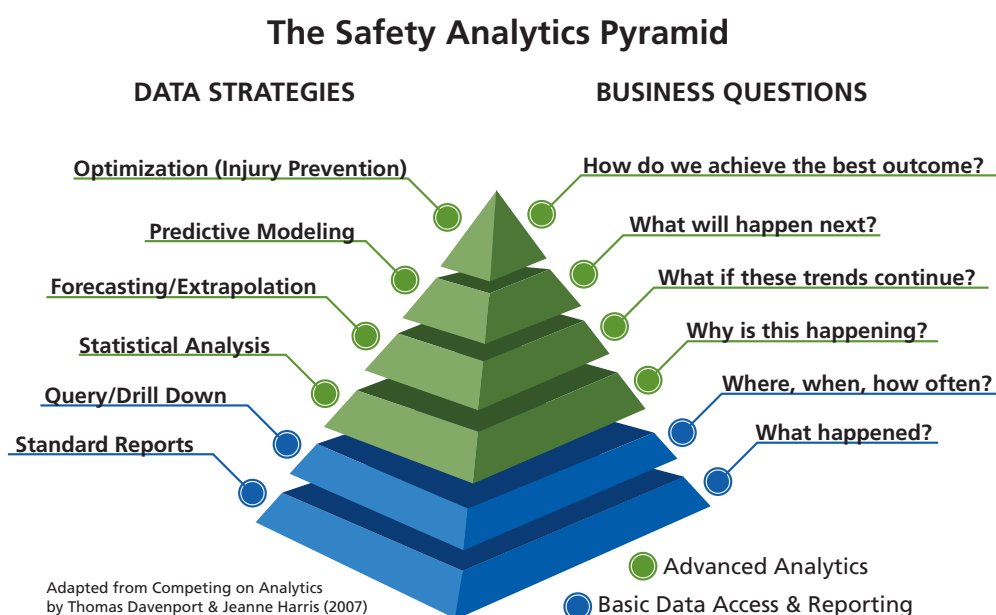 The Safety Analytics Pyramid
DATA STRATEGIES
BUSINESS QUESTIONS
Optimization (Injury Prevention)
How do we achieve the best outcome?
Predictive Modeling
What will happen next?
Forecasting/Extrapolation
What if these trends continue?
Statistical Analysis
Why is this happening?
Query/Drill Down
Where, when, how often?
Standard Reports
What happened?
Advanced Analytics
Basic Data Access & Reporting
Adapted from Competing on Analytics
by Thomas Davenport & Jeanne Harris (2007)